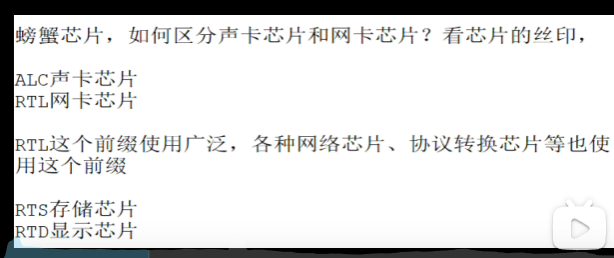 螃蟹芯片，如何区分声卡芯片和网卡芯片？看芯片的丝印，
ALC声卡芯片
RTL网卡芯片
RTL这个前缀使用广泛，各种网络芯片、协议转换芯片等也使
用这个前缀
RTS存储芯片
RTD显示芯片